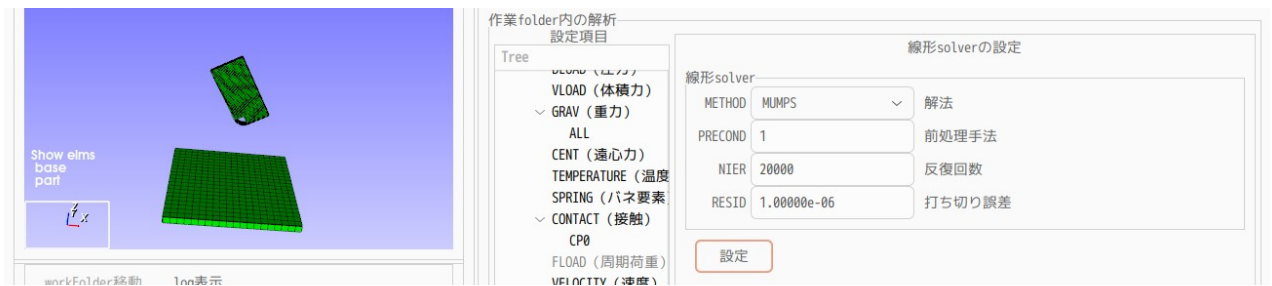 作業folder内の解析
設定項目
Tree
VLOAD (体積力)
GRAV (重力)
ALL
CENT (遠心力)
TEMPERATURE (温度
SPRING (バネ要素
CONTACT (接触)
CP0
FLOAD (周期荷重)
VELOCITY (速度)
線形solverの設定
線形solver
METHOD MUMPS 解法
PRECOND 1 前処理手法
NIER 20000 反復回数
RESID 1.00000e-06 打ち切り誤差
設定
Show elms
base
part
Z
X
workFolder移動 log表示